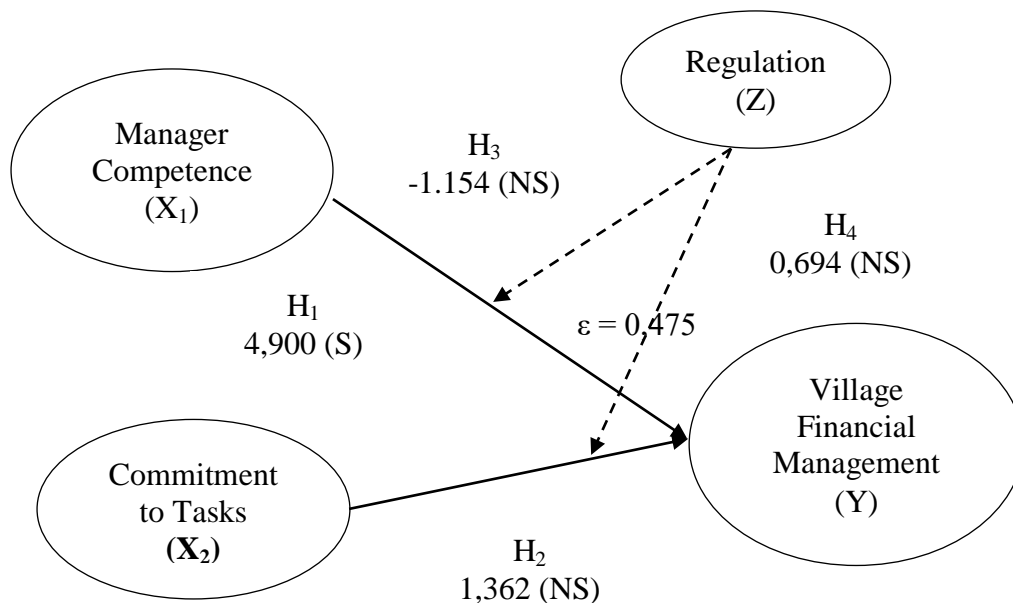 Regulation
(Z)
Manager
Competence
(X₁)
H₃
-1.154 (NS)
H₄
0,694 (NS)
H₁
4,900 (S)
ε = 0,475
Village
Financial
Management
(Y)
Commitment
to Tasks
(X₂)
H₂
1,362 (NS)